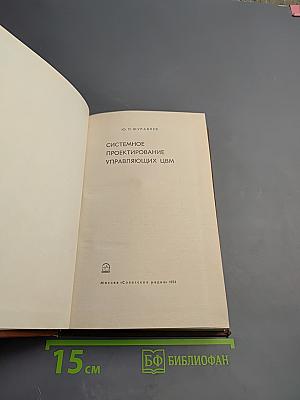 Ю. П. ЖУРАВЛЕВ
СИСТЕМНОЕ
ПРОЕКТИРОВАНИЕ
УПРАВЛЯЮЩИХ ЦВМ
Москва «Советское радио» 1974
15 СМ
БФ БИБЛИОФАН